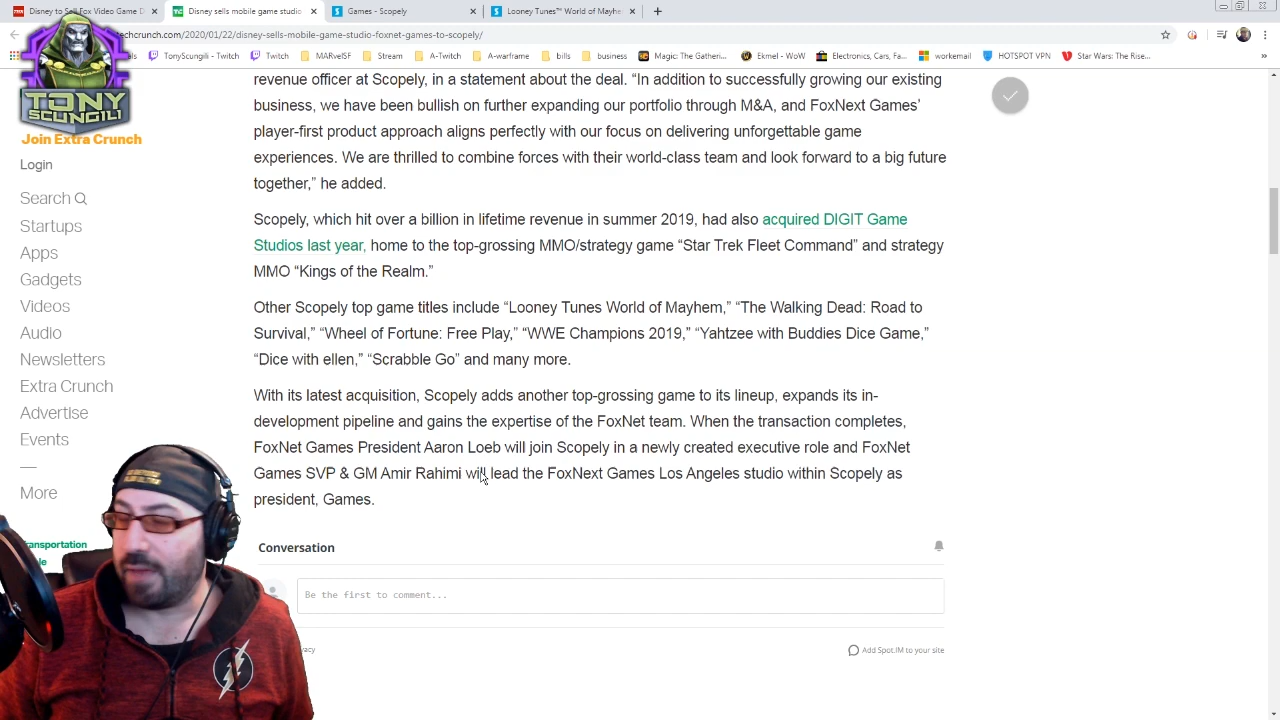 Disney to Sell Fox Video Game D
Disney sells mobile game studio
Games - Scopely
Looney Tunes™ World of Mayhe
techcrunch.com/2020/01/22/disney-sells-mobile-game-studio-foxnet-games-to-scopely/
TonyScungili - Twitch
Twitch
MARvelSF
Stream
A-Twitch
A-warframe
bills
business
Magic: The Gatheri...
Ekmel - WoW
Electronics, Cars, Fa...
workemail
HOTSPOT VPN
Star Wars: The Rise...
TONY
SCUNGILI
Join Extra Crunch
Login
Search
Startups
Apps
Gadgets
Videos
Audio
Newsletters
Extra Crunch
Advertise
Events
More
ransportation
revenue officer at Scopely, in a statement about the deal. “In addition to successfully growing our existing
business, we have been bullish on further expanding our portfolio through M&A, and FoxNext Games’
player-first product approach aligns perfectly with our focus on delivering unforgettable game
experiences. We are thrilled to combine forces with their world-class team and look forward to a big future
together,” he added.
Scopely, which hit over a billion in lifetime revenue in summer 2019, had also acquired DIGIT Game
Studios last year, home to the top-grossing MMO/strategy game “Star Trek Fleet Command” and strategy
MMO “Kings of the Realm.”
Other Scopely top game titles include “Looney Tunes World of Mayhem,” “The Walking Dead: Road to
Survival,” “Wheel of Fortune: Free Play,” “WWE Champions 2019,” “Yahtzee with Buddies Dice Game,”
“Dice with ellen,” “Scrabble Go” and many more.
With its latest acquisition, Scopely adds another top-grossing game to its lineup, expands its in-
development pipeline and gains the expertise of the FoxNet team. When the transaction completes,
FoxNet Games President Aaron Loeb will join Scopely in a newly created executive role and FoxNet
Games SVP & GM Amir Rahimi will lead the FoxNext Games Los Angeles studio within Scopely as
president, Games.
Conversation
Be the first to comment...
Add Spot.IM to your site